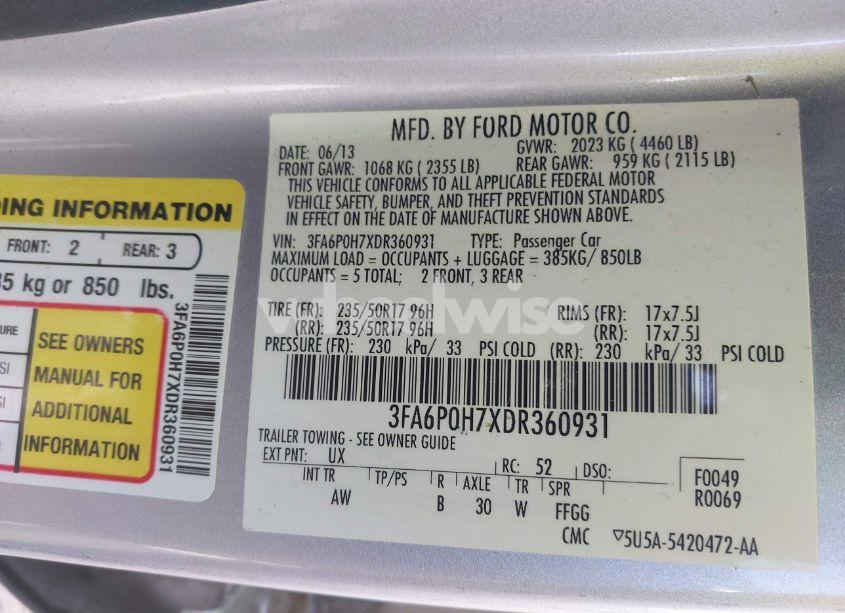 DING INFORMATION
FRONT: 2 REAR: 3
85 kg or 850 lbs.
SEE OWNERS
MANUAL FOR
ADDITIONAL
INFORMATION
3FA6P0H7XDR360931
MFD. BY FORD MOTOR CO.
DATE: 06/13 GVWR: 2023 KG ( 4460 LB)
FRONT GAWR: 1068 KG ( 2355 LB) REAR GAWR: 959 KG ( 2115 LB)
THIS VEHICLE CONFORMS TO ALL APPLICABLE FEDERAL MOTOR
VEHICLE SAFETY, BUMPER, AND THEFT PREVENTION STANDARDS
IN EFFECT ON THE DATE OF MANUFACTURE SHOWN ABOVE.
VIN: 3FA6P0H7XDR360931 TYPE: Passenger Car
MAXIMUM LOAD = OCCUPANTS + LUGGAGE = 385KG/ 850LB
OCCUPANTS = 5 TOTAL; 2 FRONT, 3 REAR
TIRE (FR): 235/50R17 96H RIMS (FR): 17x7.5J
(RR): 235/50R17 96H (RR): 17x7.5J
PRESSURE (FR): 230 kPa/ 33 PSI COLD (RR): 230 kPa/ 33 PSI COLD
3FA6P0H7XDR360931
TRAILER TOWING - SEE OWNER GUIDE
EXT PNT: UX RC: 52 DSO: F0049
R0069
INT TR TP/PS R AXLE TR SPR
AW B 30 W FFGG
CMC ▽5U5A-5420472-AA
wheelwise